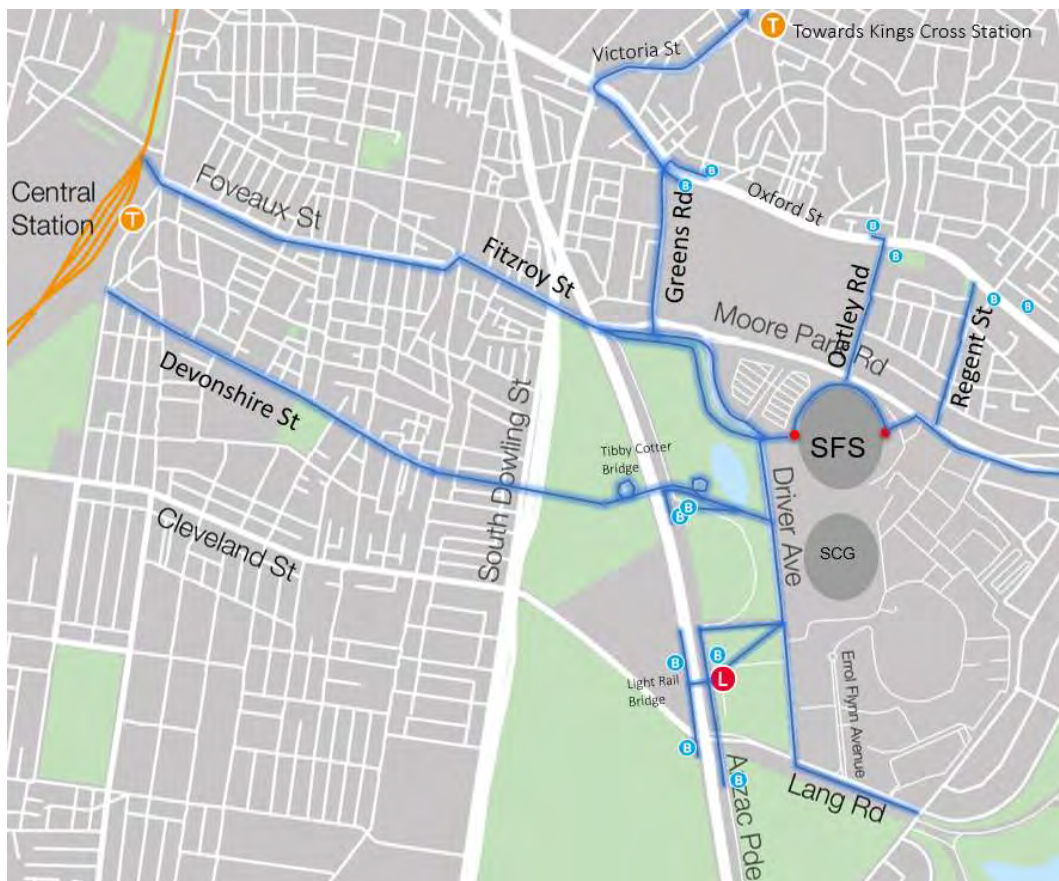 T
Towards Kings Cross Station
Victoria St
B
B
Central
Station
T
Foveaux St
Oxford St
B
B
Fitzroy St
Greens Rd
Oatley Rd
Moore Park Rd
B
B
Regent St
Devonshire St
SFS
Tibby Cotter
Bridge
B
B
South Dowling St
Driver Ave
SCG
Cleveland St
B
B
L
Light Rail
Bridge
Errol Flynn Avenue
B
B
Anzac Pde
Lang Rd